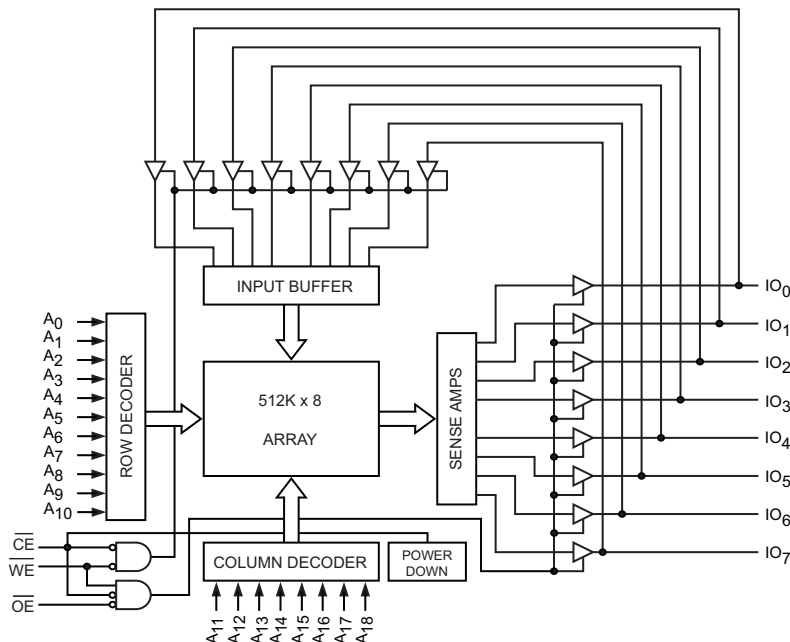 INPUT BUFFER
IO0
A0
A1
IO1
A2
ROW DECODER
A3
A4
A5
A6
A7
A8
A9
A10
512K x 8
ARRAY
SENSE AMPS
IO2
IO3
IO4
IO5
IO6
IO7
CE
WE
OE
COLUMN DECODER
POWER
DOWN
A11
A12
A13
A14
A15
A16
A17
A18